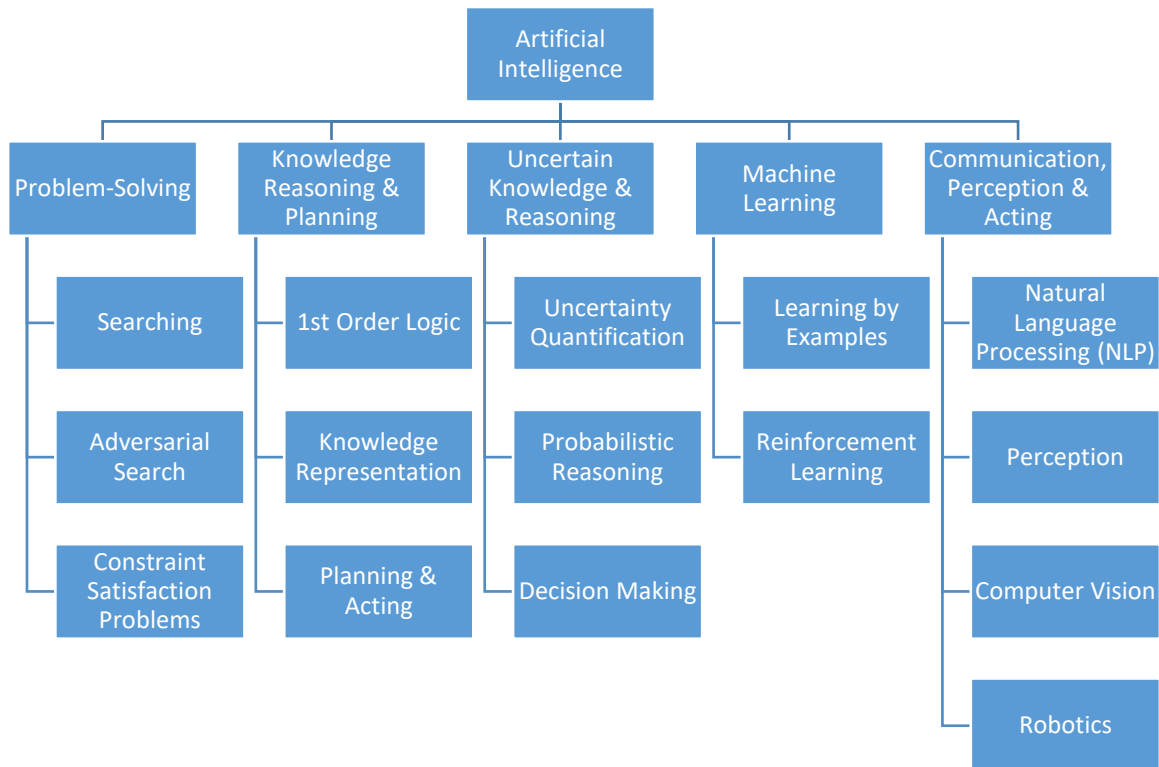 Artificial
Intelligence
Problem-Solving
Knowledge
Reasoning &
Planning
Uncertain
Knowledge &
Reasoning
Machine
Learning
Communication,
Perception &
Acting
Searching
Adversarial
Search
Constraint
Satisfaction
Problems
1st Order Logic
Knowledge
Representation
Planning &
Acting
Uncertainty
Quantification
Probabilistic
Reasoning
Decision Making
Learning by
Examples
Reinforcement
Learning
Natural
Language
Processing (NLP)
Perception
Computer Vision
Robotics